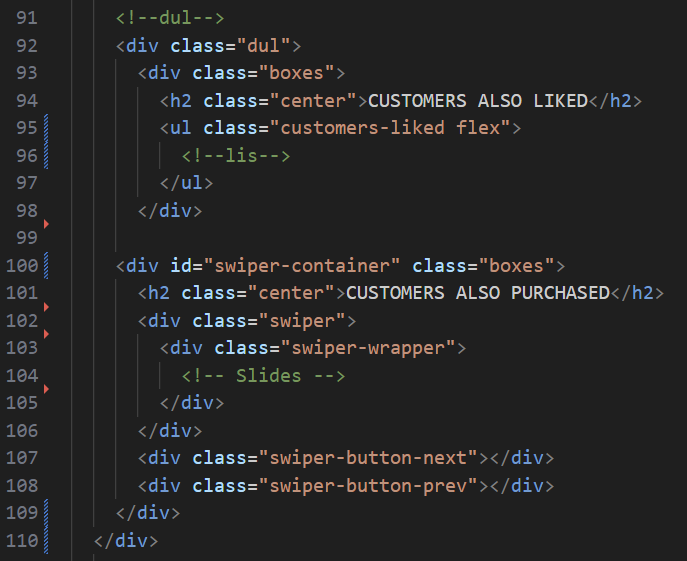 91 <!--dul-->
92 <div class="dul">
93 <div class="boxes">
94 <h2 class="center">CUSTOMERS ALSO LIKED</h2>
95 <ul class="customers-liked flex">
96 <!--lis-->
97 </ul>
98 </div>
99
100 <div id="swiper-container" class="boxes">
101 <h2 class="center">CUSTOMERS ALSO PURCHASED</h2>
102 <div class="swiper">
103 <div class="swiper-wrapper">
104 <!-- Slides -->
105 </div>
106 </div>
107 <div class="swiper-button-next"></div>
108 <div class="swiper-button-prev"></div>
109 </div>
110 </div>